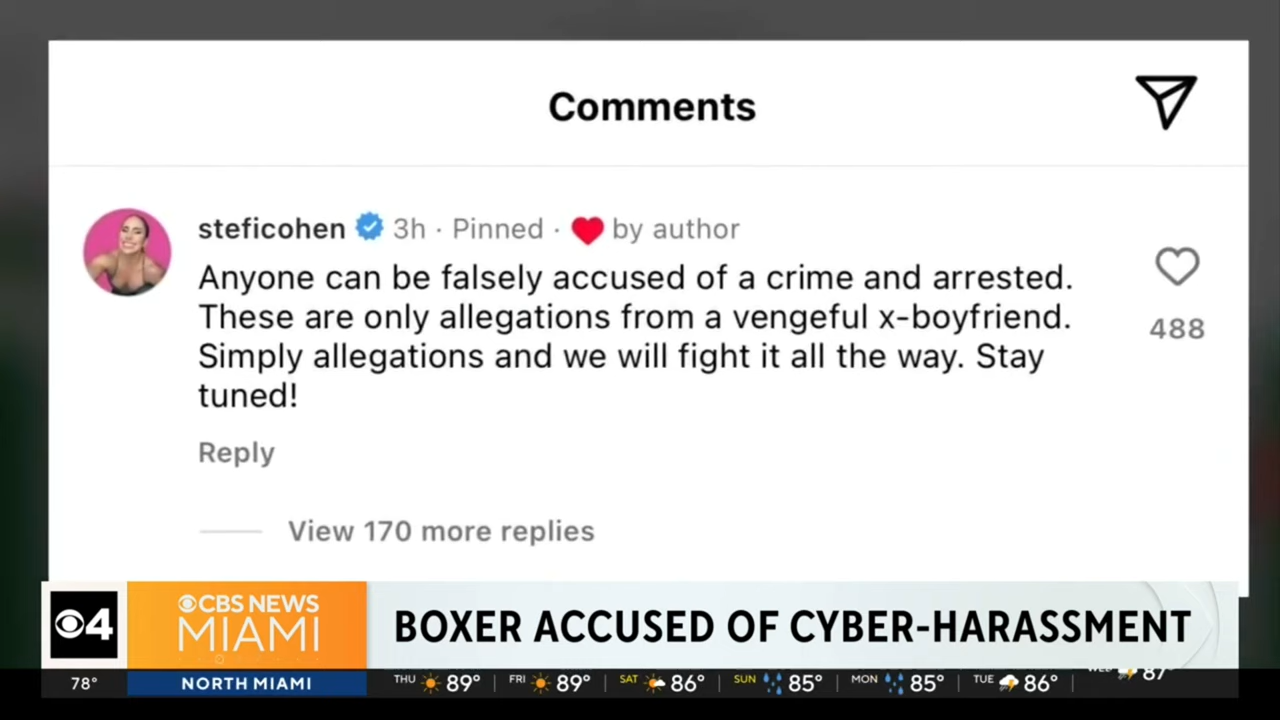 Comments
steficohen 3h · Pinned · by author
Anyone can be falsely accused of a crime and arrested.
These are only allegations from a vengeful x-boyfriend.
Simply allegations and we will fight it all the way. Stay
tuned!
488
Reply
View 170 more replies
4
CBS NEWS
MIAMI
BOXER ACCUSED OF CYBER-HARASSMENT
78° NORTH MIAMI THU 89° FRI 89° SAT 86° SUN 85° MON 85° TUE 86° WED 87°